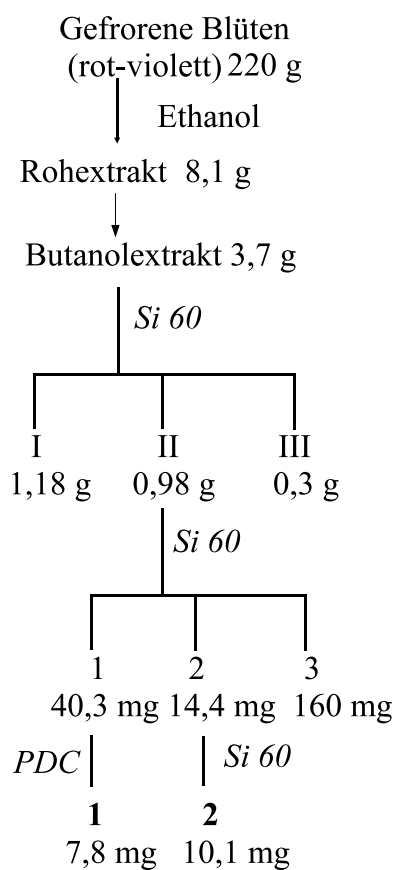 Gefrorene Blüten
(rot-violett) 220 g
Ethanol
Rohextrakt 8,1 g
Butanolextrakt 3,7 g
Si 60
I II III
1,18 g 0,98 g 0,3 g
Si 60
1 2 3
40,3 mg 14,4 mg 160 mg
PDC Si 60
1 2
7,8 mg 10,1 mg